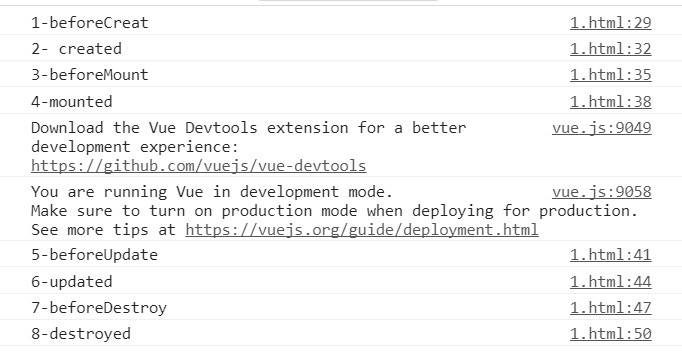 1-beforeCreat 1.html:29
2- created 1.html:32
3-beforeMount 1.html:35
4-mounted 1.html:38
Download the Vue Devtools extension for a better vue.js:9049
development experience:
https://github.com/vuejs/vue-devtools
You are running Vue in development mode. vue.js:9058
Make sure to turn on production mode when deploying for production.
See more tips at https://vuejs.org/guide/deployment.html
5-beforeUpdate 1.html:41
6-updated 1.html:44
7-beforeDestroy 1.html:47
8-destroyed 1.html:50